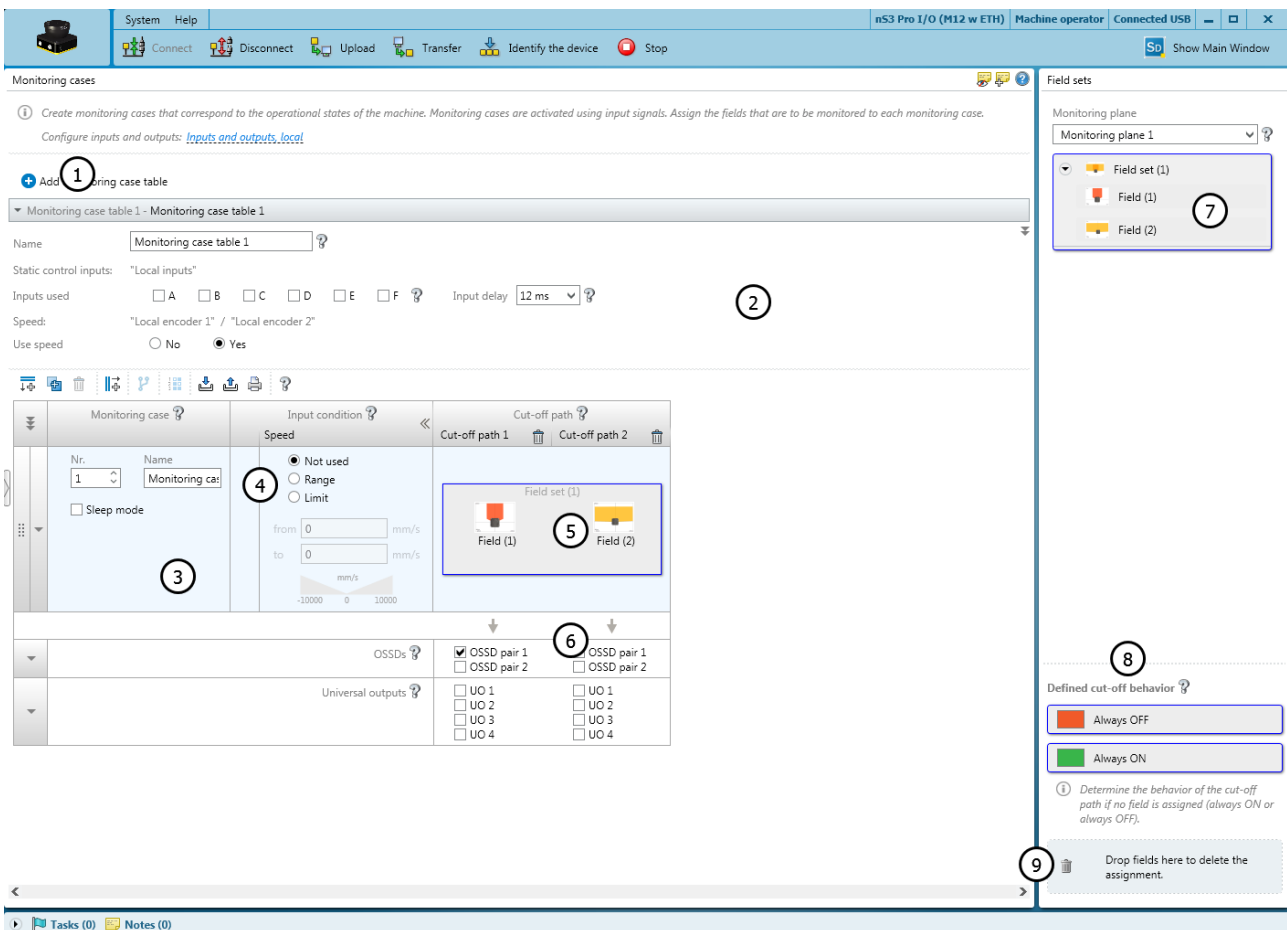 System Help
nS3 Pro I/O (M12 w ETH) Machine operator Connected USB
Connect Disconnect Upload Transfer Identify the device Stop
SD Show Main Window
Monitoring cases
Create monitoring cases that correspond to the operational states of the machine. Monitoring cases are activated using input signals. Assign the fields that are to be monitored to each monitoring case.
Configure inputs and outputs: Inputs and outputs, local
1
Add oring case table
Monitoring case table 1 - Monitoring case table 1
Name Monitoring case table 1
Static control inputs: "Local inputs"
Inputs used A B C D E F Input delay 12 ms
2
Speed: "Local encoder 1" / "Local encoder 2"
Use speed No Yes
Monitoring case Input condition Cut-off path
Speed Cut-off path 1 Cut-off path 2
Nr. Name
1 Monitoring cas
Sleep mode
3
Not used
Range
Limit
4
from 0 mm/s
to 0 mm/s
mm/s
-10000 0 10000
Field set (1)
5
Field (1) Field (2)
6
OSSDs OSSD pair 1 OSSD pair 1
OSSD pair 2 OSSD pair 2
Universal outputs UO 1 UO 1
UO 2 UO 2
UO 3 UO 3
UO 4 UO 4
Field sets
Monitoring plane
Monitoring plane 1
Field set (1)
Field (1)
7
Field (2)
8
Defined cut-off behavior
Always OFF
Always ON
Determine the behavior of the cut-off
path if no field is assigned (always ON or
always OFF).
9
Drop fields here to delete the
assignment.
Tasks (0) Notes (0)